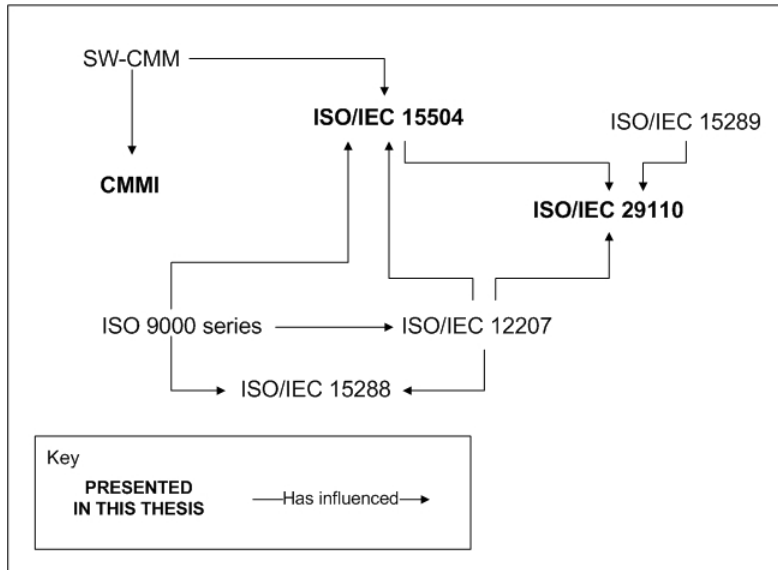 SW-CMM
ISO/IEC 15504
ISO/IEC 15289
CMMI
ISO/IEC 29110
ISO 9000 series
ISO/IEC 12207
ISO/IEC 15288
Key
PRESENTED
IN THIS THESIS
Has influenced